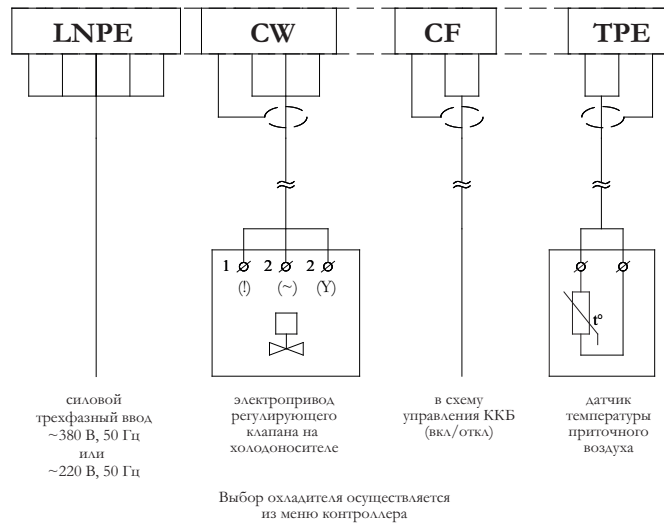 LNPE CW CF TPE
1 2 2
(!) (~) (Y)
t°
силовой
трехфазный ввод
~380 В, 50 Гц
или
~220 В, 50 Гц
электропривод
регулирующего
клапана на
холодоносителе
в схему
управления ККБ
(вкл/откл)
датчик
температуры
приточного
воздуха
Выбор охладителя осуществляется
из меню контроллера